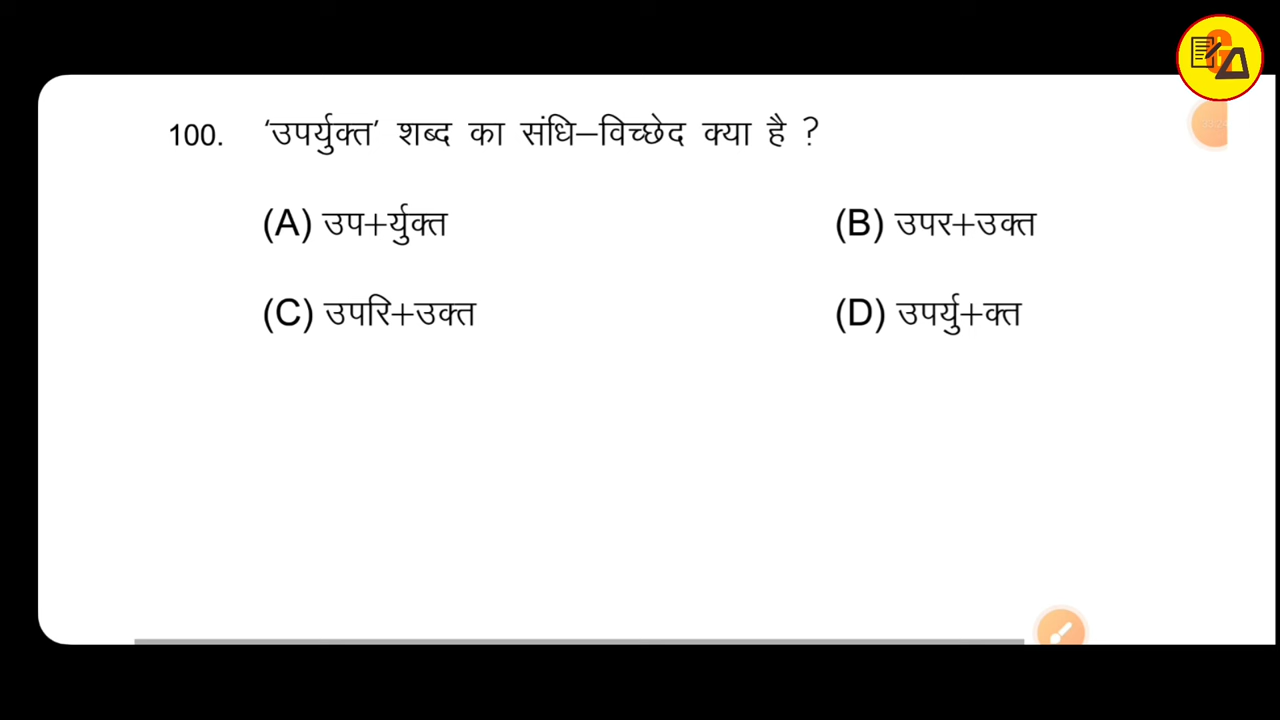 100. ‘उपर्युक्त’ शब्द का संधि–विच्छेद क्या है ?
(A) उप+र्युक्त (B) उपर+उक्त
(C) उपरि+उक्त (D) उपर्यु+क्त